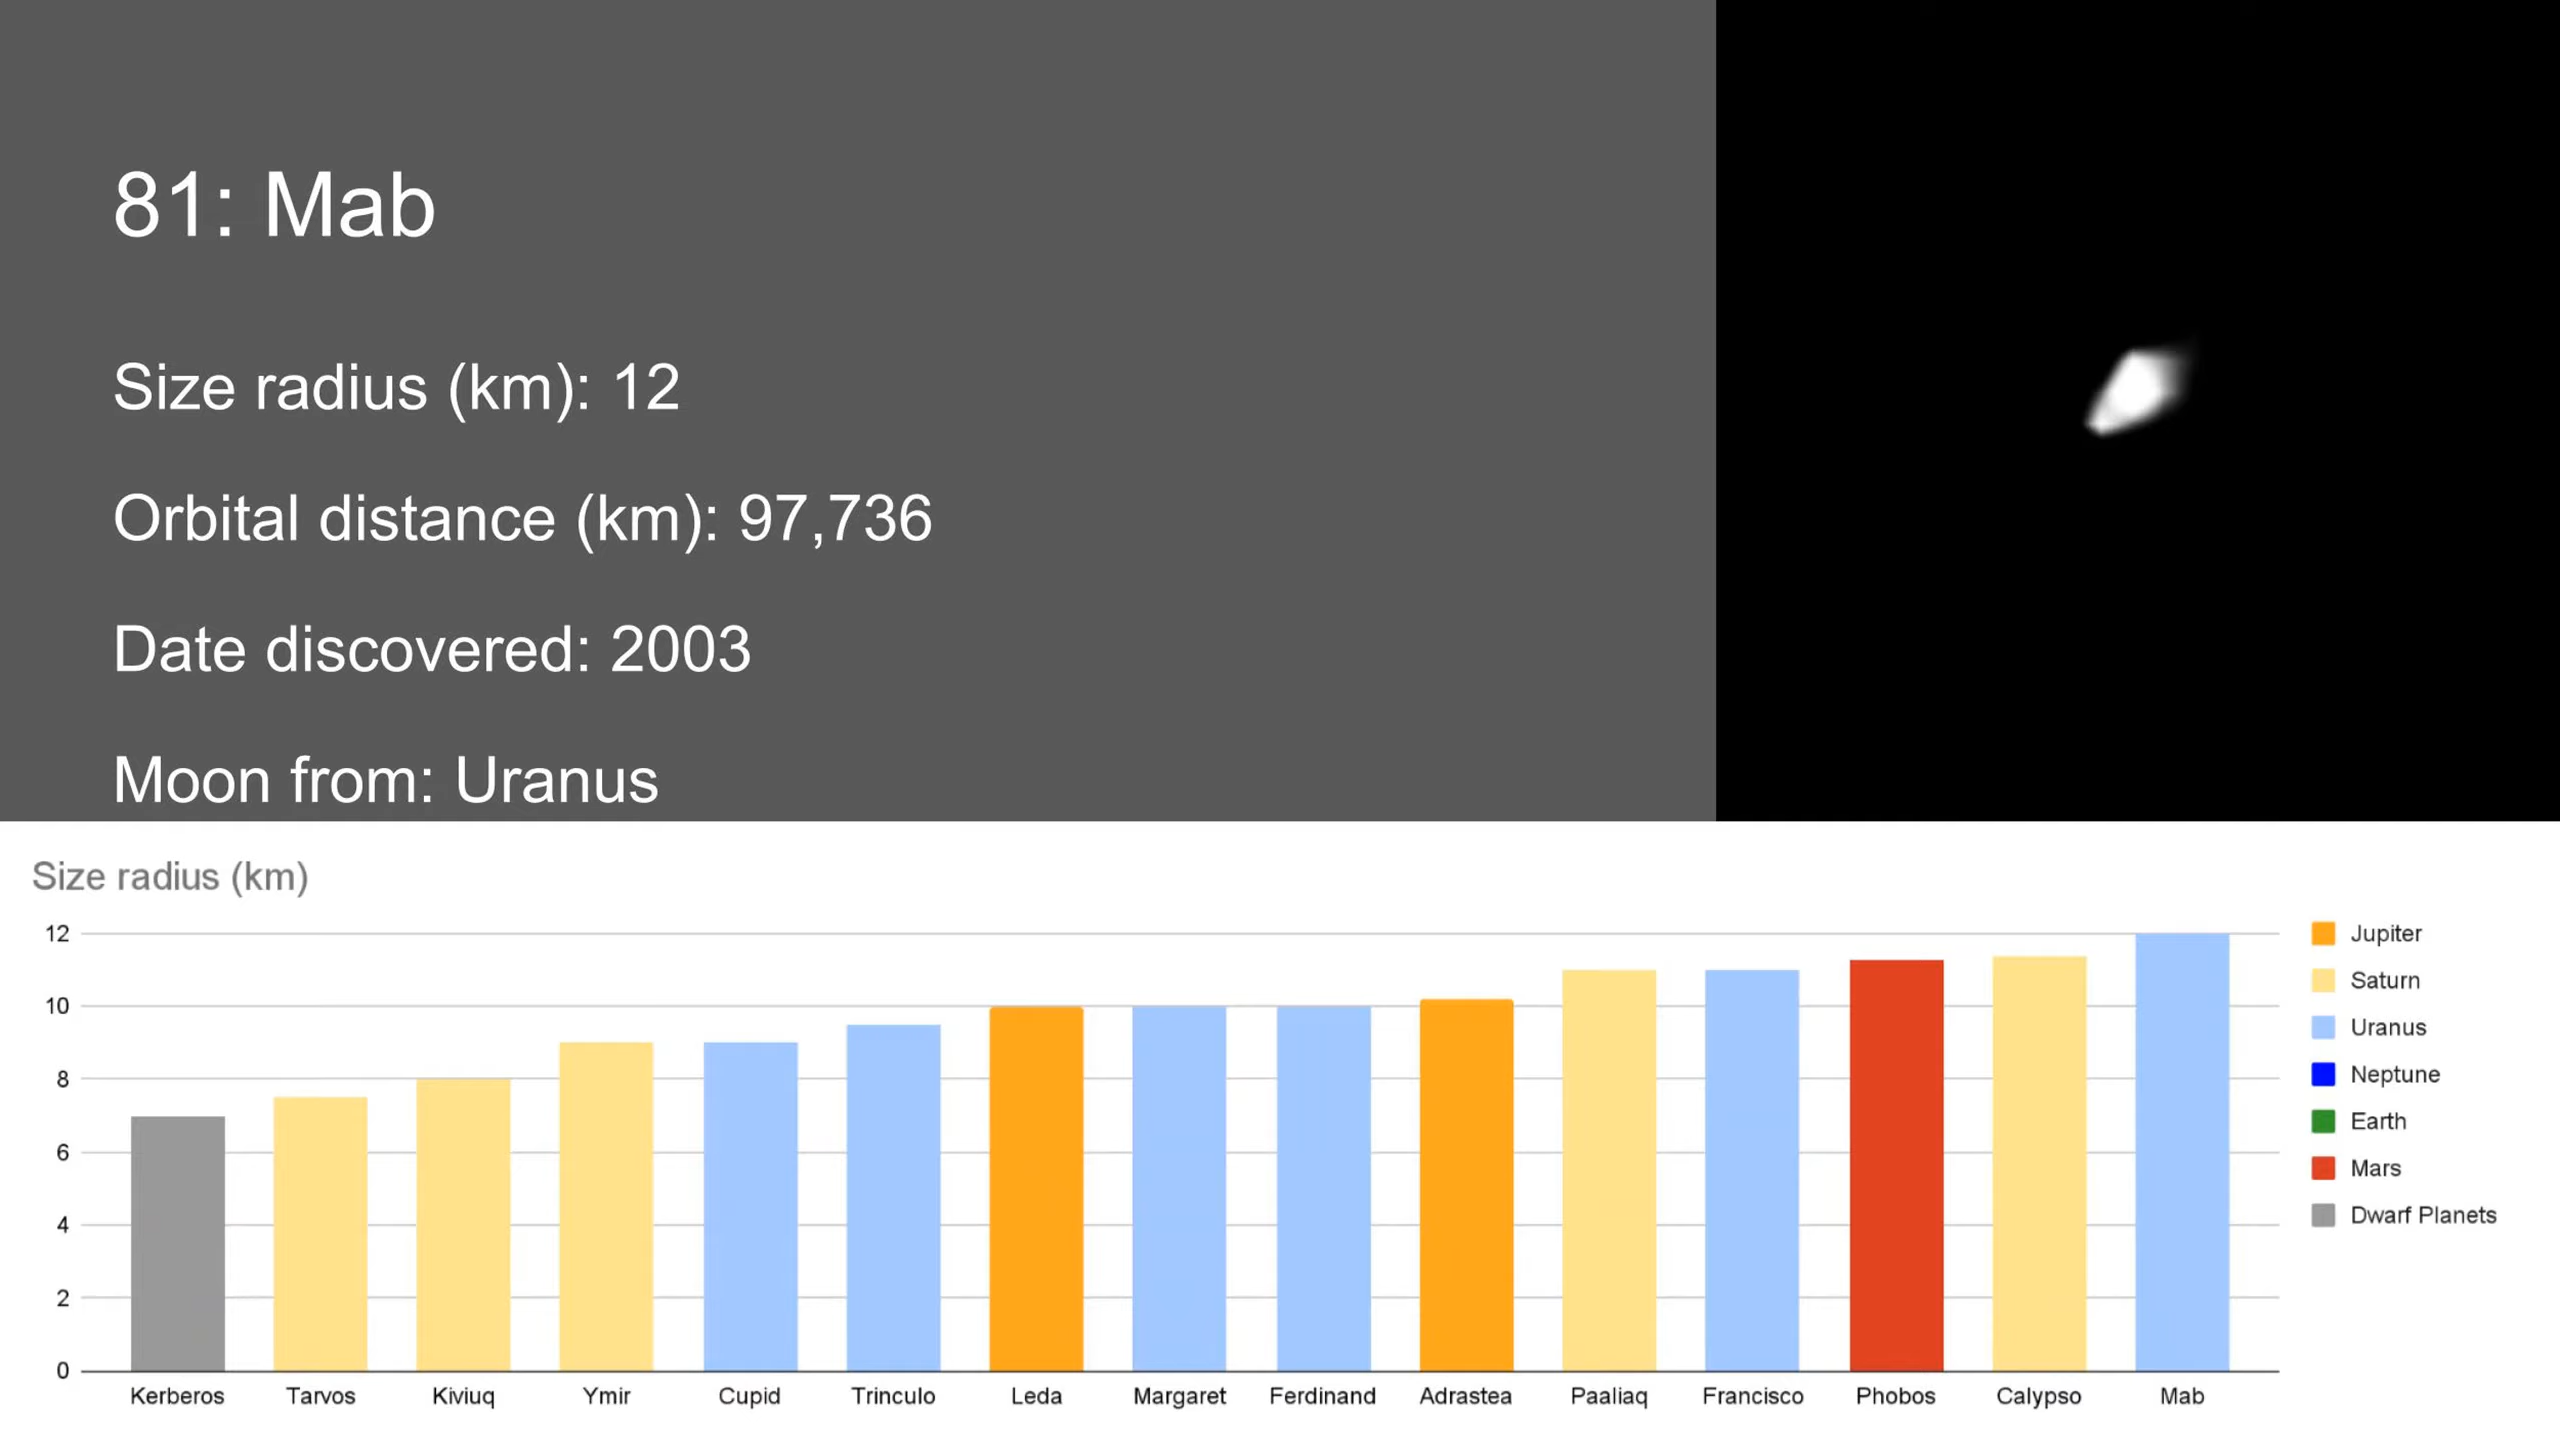 81: Mab
Size radius (km): 12
Orbital distance (km): 97,736
Date discovered: 2003
Moon from: Uranus
Size radius (km)
12
10
8
6
4
2
0
Kerberos Tarvos Kiviuq Ymir Cupid Trinculo Leda Margaret Ferdinand Adrastea Paaliaq Francisco Phobos Calypso Mab
Jupiter
Saturn
Uranus
Neptune
Earth
Mars
Dwarf Planets